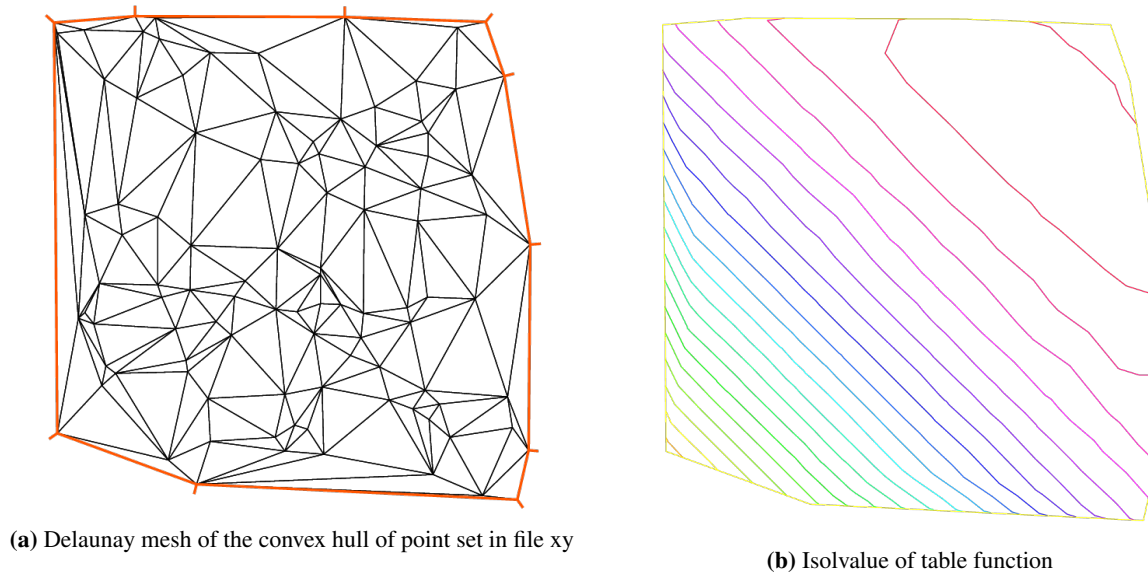 (a) Delaunay mesh of the convex hull of point set in file xy
(b) Isolvalue of table function